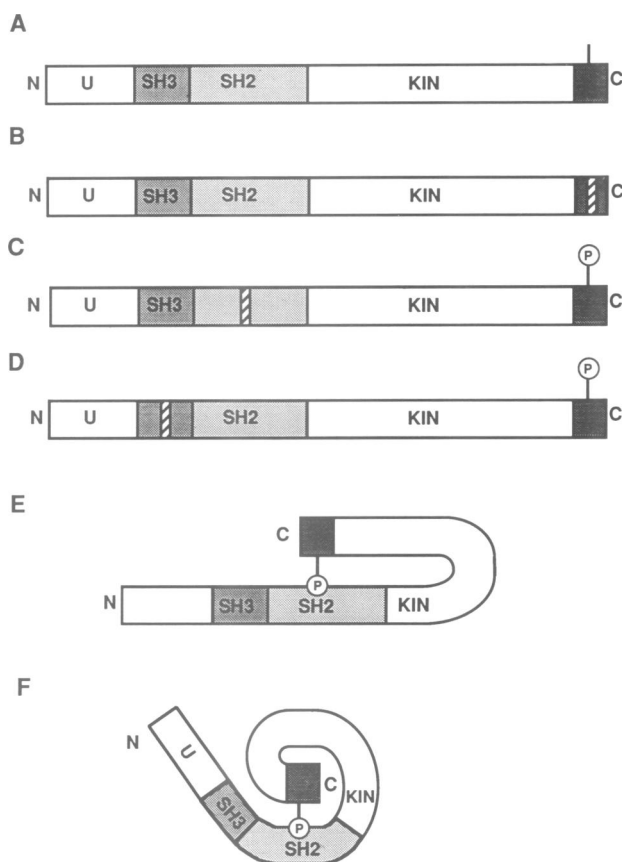 A
N U SH3 SH2 KIN C
B
N U SH3 SH2 KIN C
C
P
N U SH3 KIN C
D
P
N U SH2 KIN C
E
C
P
N SH3 SH2 KIN
F
N U C
SH3 P KIN
SH2